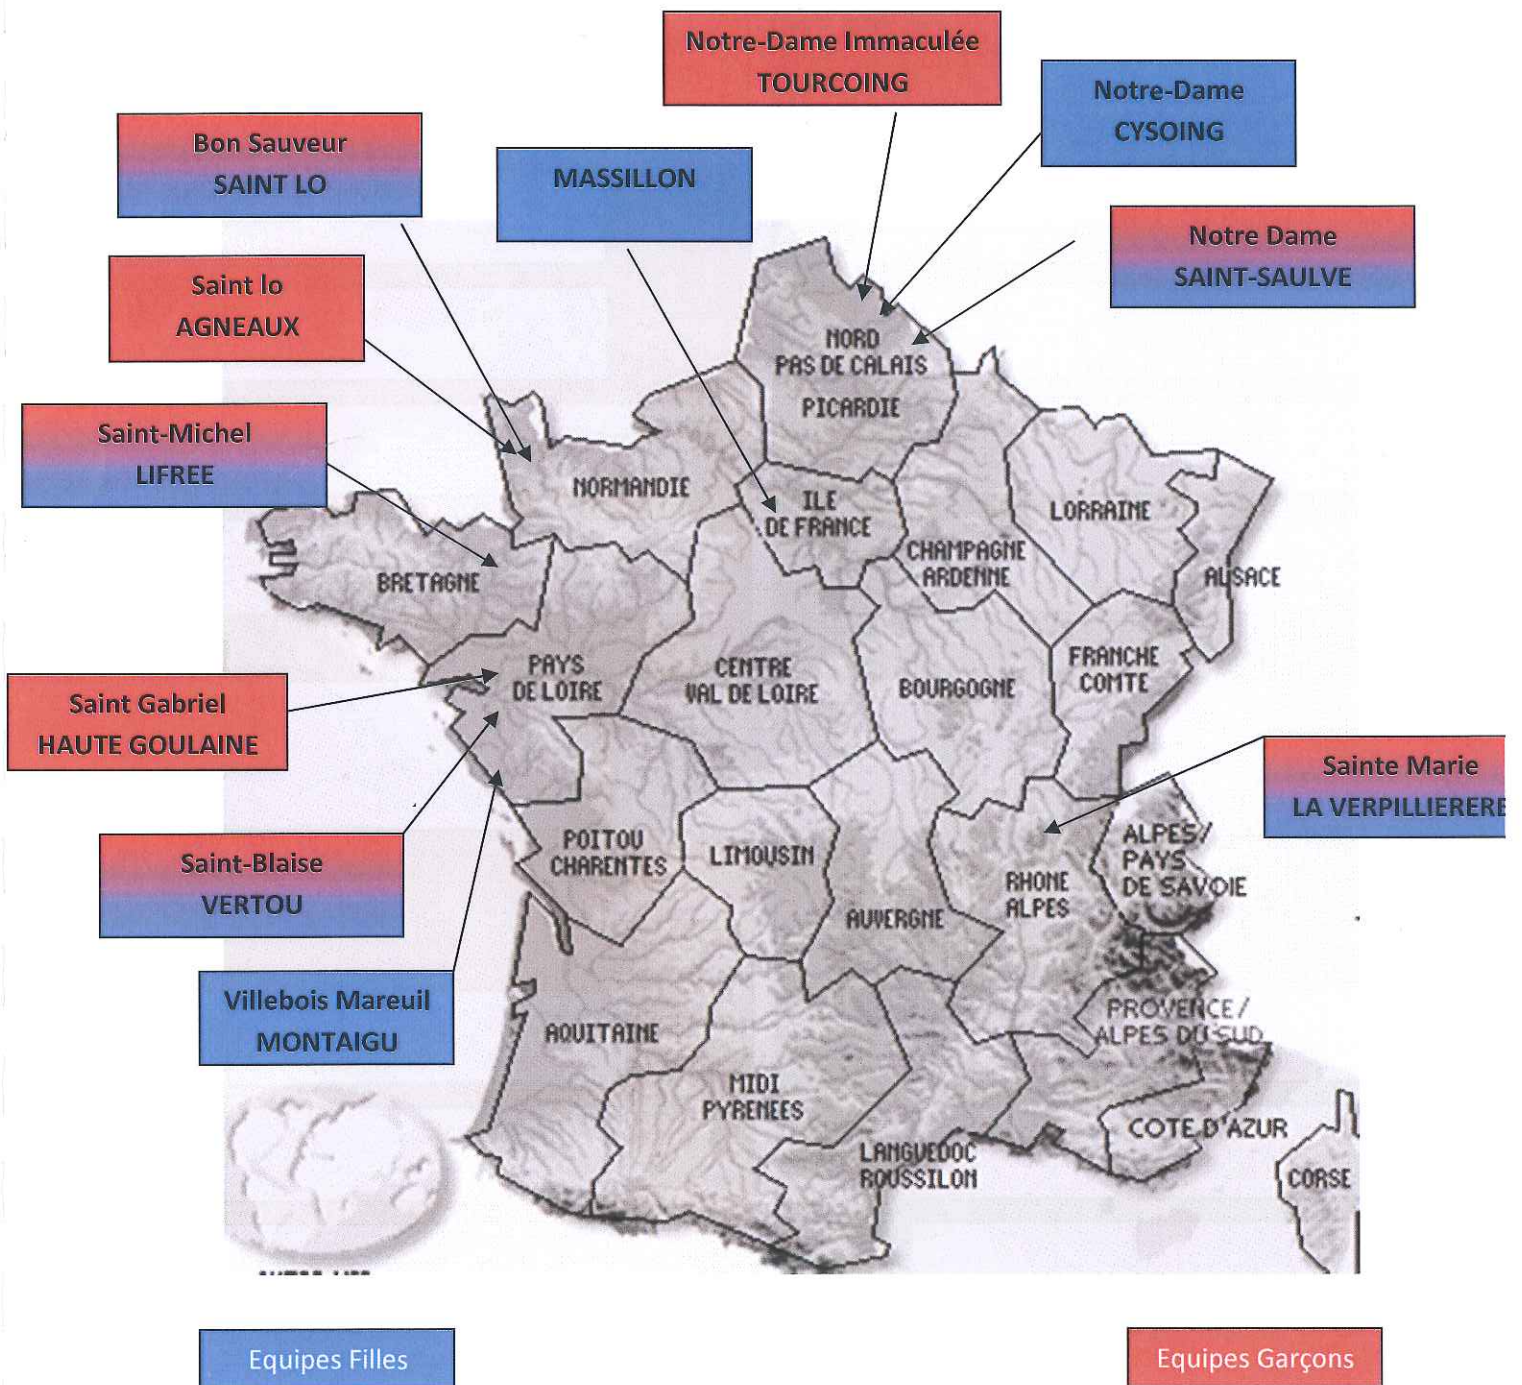 Notre-Dame Immaculée
TOURCOING
Notre-Dame
CYSOING
Bon Sauveur
SAINT LO
MASSILLON
Notre Dame
SAINT-SAULVE
Saint lo
AGNEAUX
NORD
PAS DE CALAIS
PICARDIE
Saint-Michel
LIFREE
NORMANDIE
ILE
DE FRANCE
LORRAINE
CHAMPAGNE
ARDENNE
ALSACE
BRETAGNE
PAYS
DE LOIRE
CENTRE
VAL DE LOIRE
BOURGOGNE
FRANCHE
COMTE
Saint Gabriel
HAUTE GOULAINE
Sainte Marie
LA VERPILLIERERE
POITOU
CHARENTES
LIMOUSIN
ALPES/
PAYS
DE SAVOIE
Saint-Blaise
VERTOU
RHONE
ALPES
AUVERGNE
Villebois Mareuil
MONTAIGU
AQUITAINE
PROVENCE/
ALPES DU SUD
MIDI
PYRENEES
COTE D'AZUR
LANGUEDOC
ROUSSILON
CORSE
Equipes Filles
Equipes Garçons